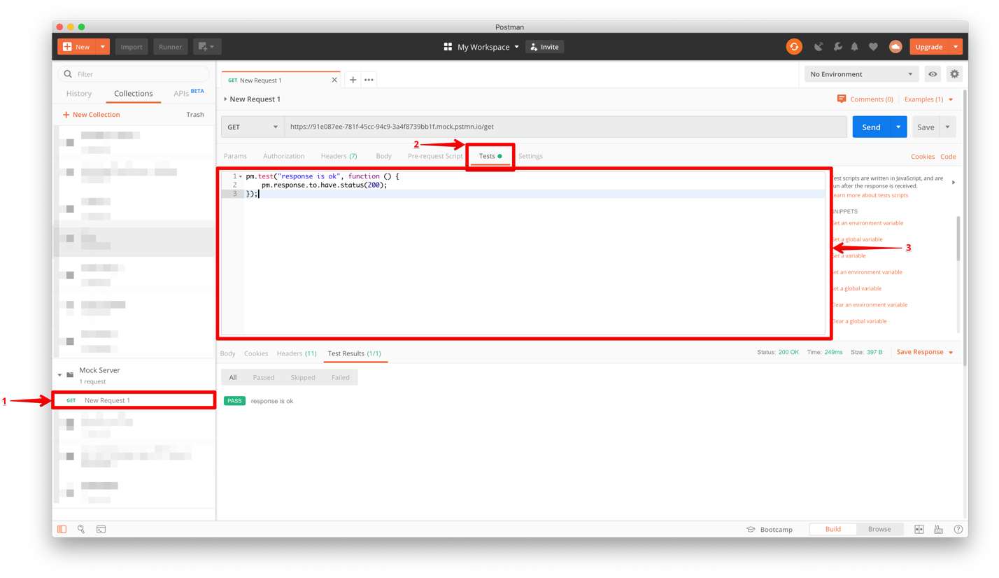 Postman
New Import Runner My Workspace Invite Upgrade
Filter
History Collections APIs BETA
New Collection Trash
Mock Server
1 request
1
GET New Request 1
GET New Request 1
No Environment
New Request 1 Comments (0) Examples (1)
GET https://91e087ee-781f-45cc-94c9-3a4f8739bb1f.mock.pstmn.io/get Send Save
2
Params Authorization Headers (7) Body Pre-request Script Tests Settings Cookies Code
1 pm.test("response is ok", function () {
2 pm.response.to.have.status(200);
3 });
est scripts are written in JavaScript, and are
un after the response is received.
earn more about tests scripts
SNIPPETS
et an environment variable
et a global variable
3
et a variable
et an environment variable
et a global variable
lear an environment variable
lear a global variable
Body Cookies Headers (11) Test Results (1/1) Status: 200 OK Time: 249ms Size: 397 B Save Response
All Passed Skipped Failed
PASS response is ok
Bootcamp Build Browse